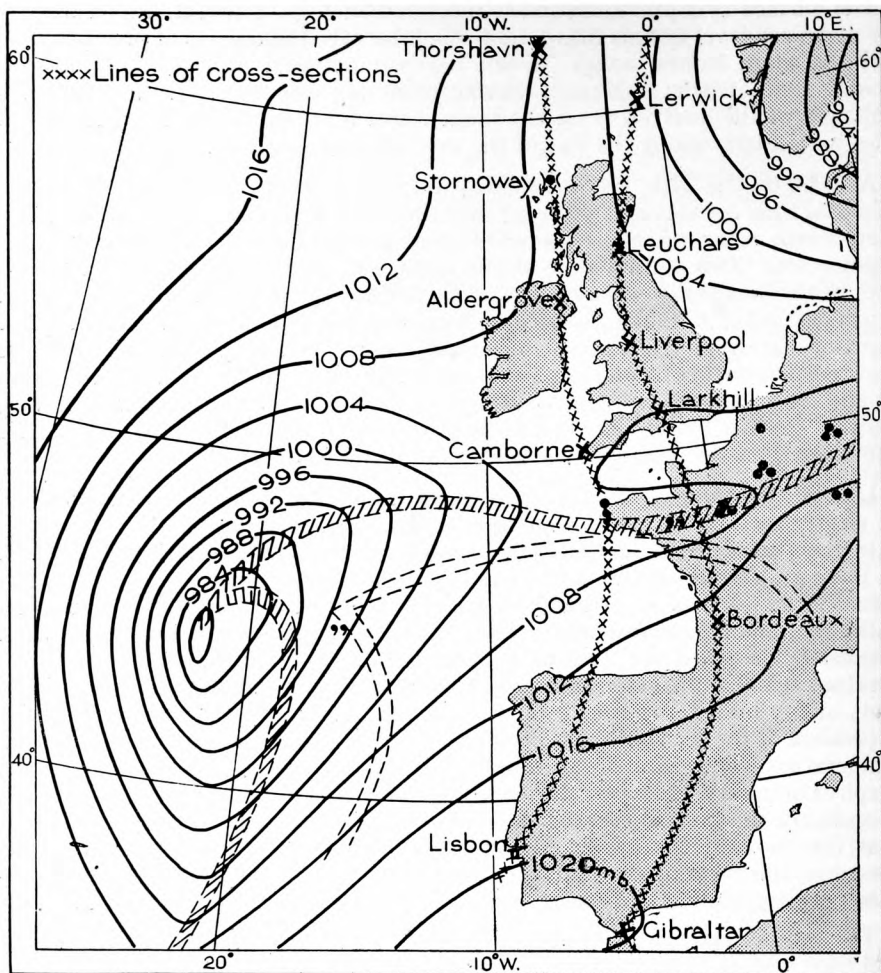 30° 20° 10°W. 0° 10°E.
60° Thorshavn 60°
xxxxLines of cross-sections
Lerwick
984
988
992
996
1000
1004
1016
Stornoway
Leuchars
1012
Aldergrove
1008
Liverpool
1004
Larkhill
50° 50°
1000
Camborne
996
992
988
984
1008
Bordeaux
1012
1016
40° 40°
Lisbon
1020mb.
Gibraltar
20° 10°W. 0°